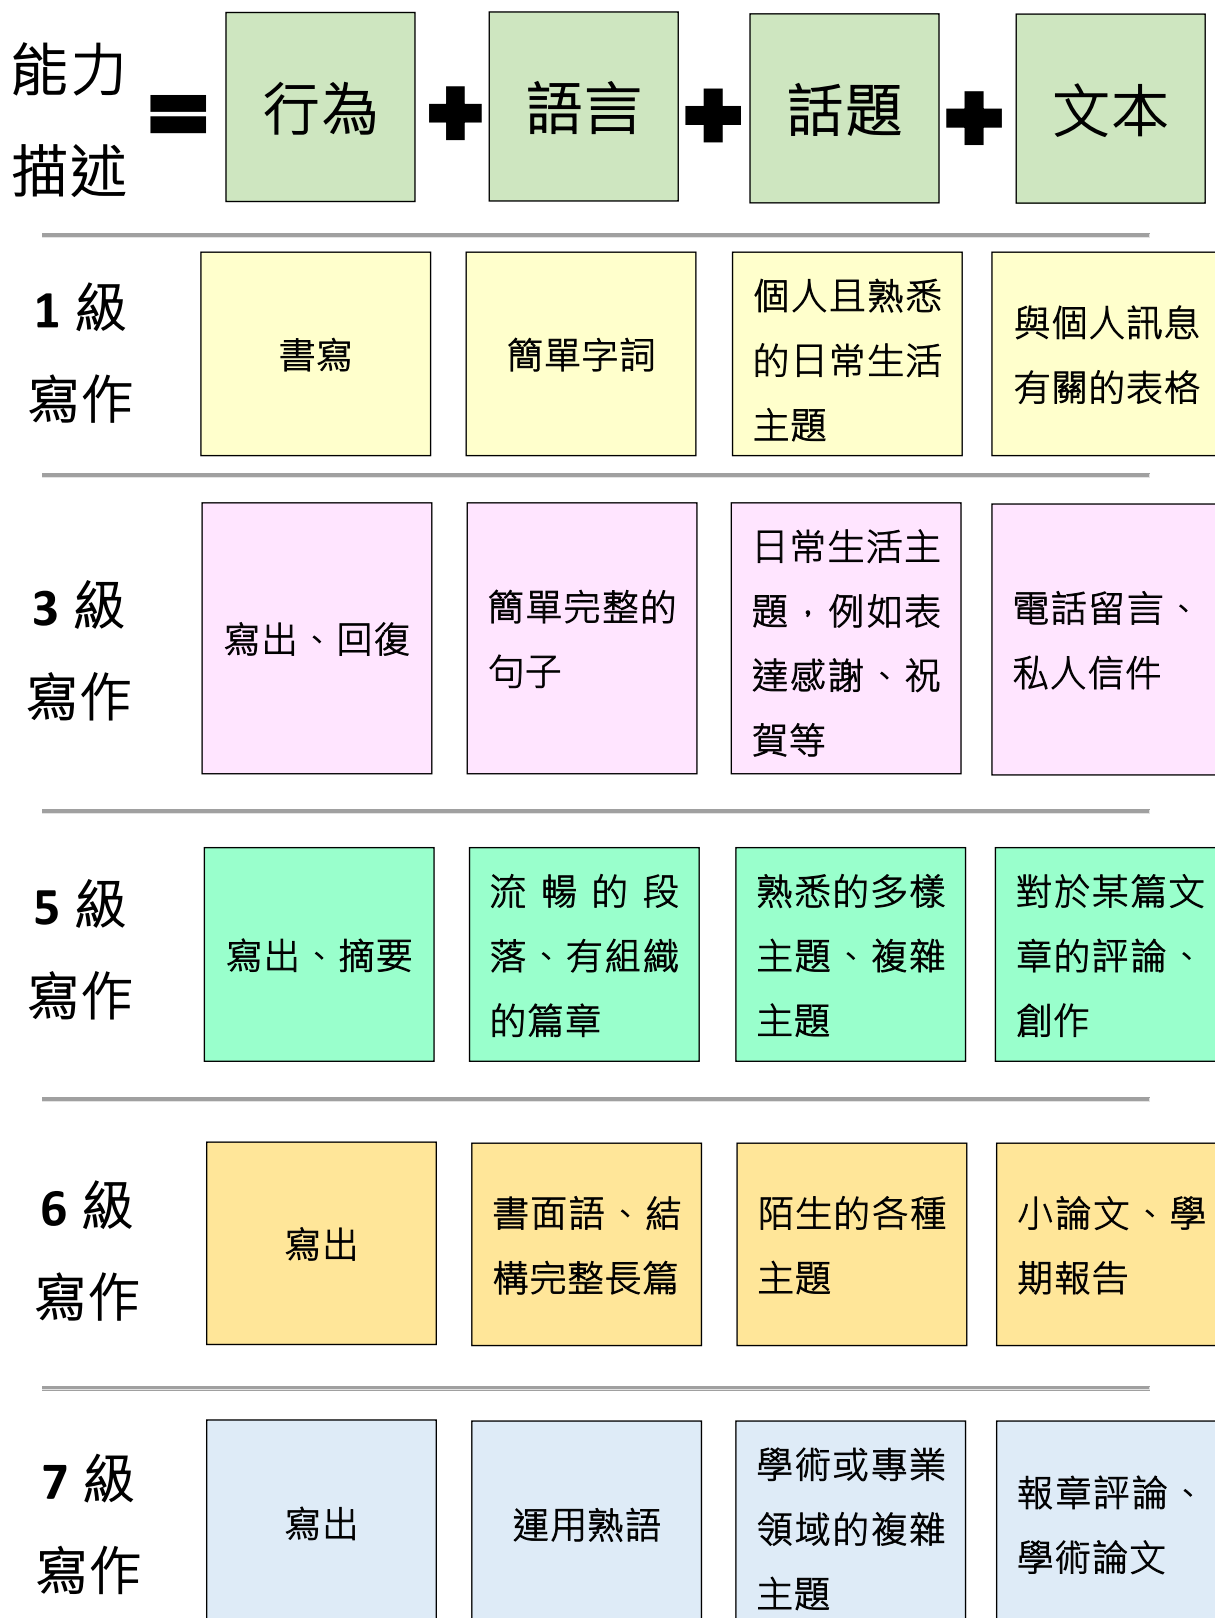 能力
描述
行為
語言
話題
文本
1 級
寫作
書寫
簡單字詞
個人且熟悉
的日常生活
主題
與個人訊息
有關的表格
3 級
寫作
寫出、回復
簡單完整的
句子
日常生活主
題，例如表
達感謝、祝
賀等
電話留言、
私人信件
5 級
寫作
寫出、摘要
流暢的段
落、有組織
的篇章
熟悉的多樣
主題、複雜
主題
對於某篇文
章的評論、
創作
6 級
寫作
寫出
書面語、結
構完整長篇
陌生的各種
主題
小論文、學
期報告
7 級
寫作
寫出
運用熟語
學術或專業
領域的複雜
主題
報章評論、
學術論文